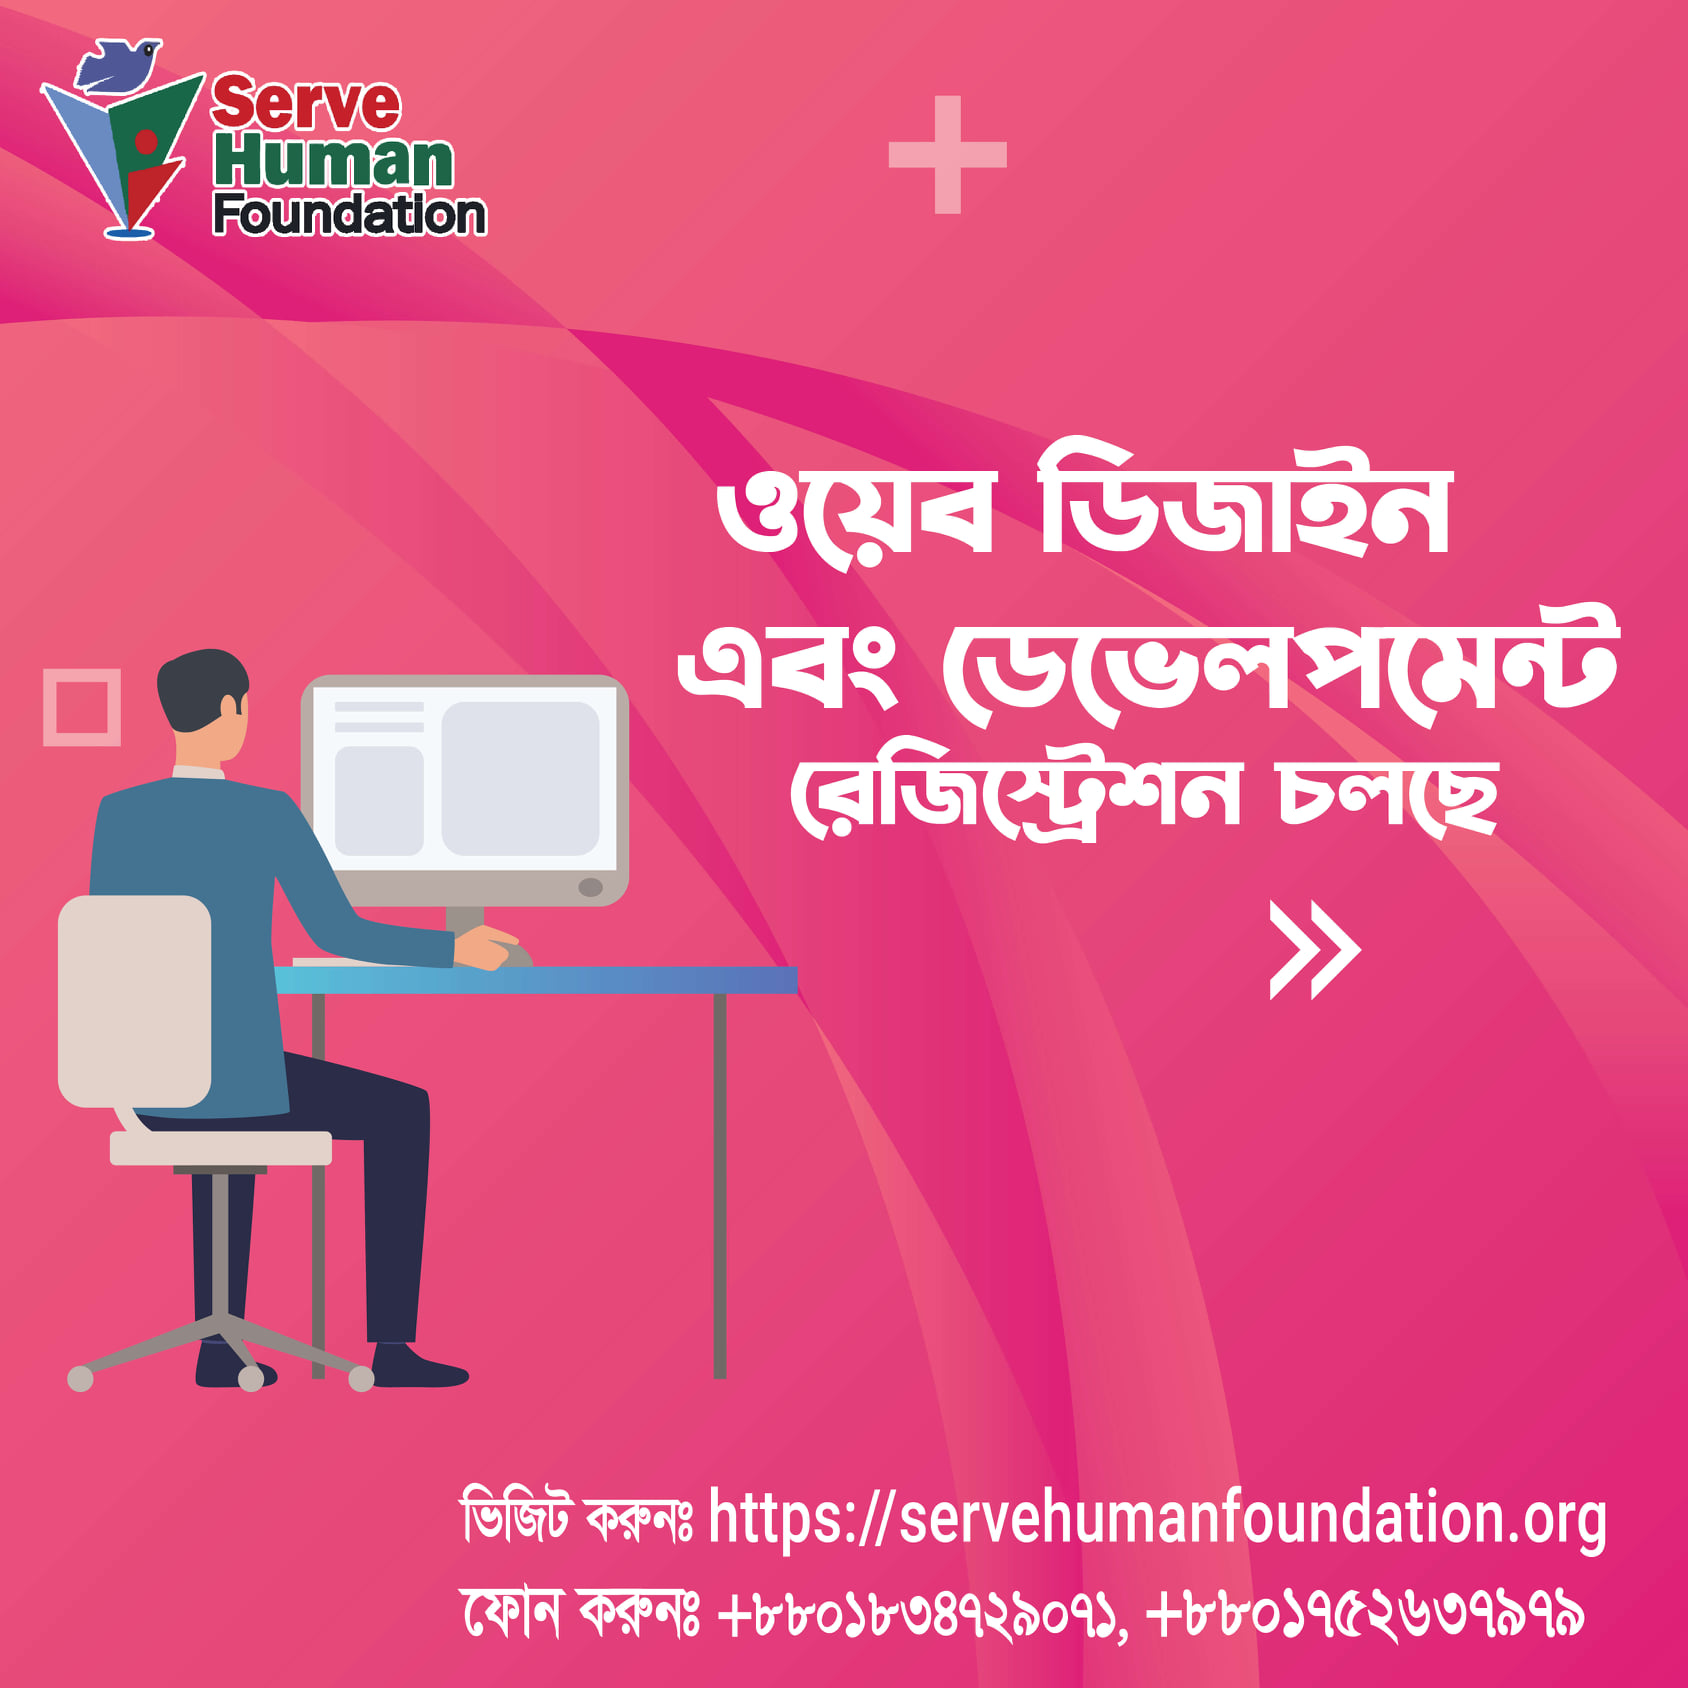 Serve
Human
Foundation
ওয়েব ডিজাইন
এবং ডেভেলপমেন্ট
রেজিস্ট্রেশন চলছে
ভিজিট করুনঃ https://servehumanfoundation.org
ফোন করুনঃ +৮৮০১৮৩৪৭২৯০৭১, +৮৮০১৭৫২৬৩৭৯৭৯